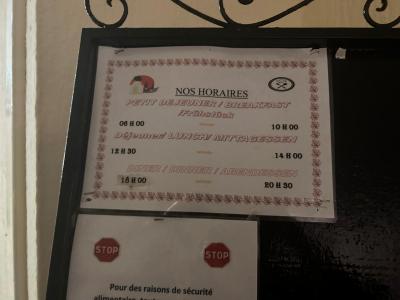 NOS HORAIRES
PETIT DEJEUNER / BREAKFAST
/Frühstück
06 H 00 10 H 00
Déjeuner/ LUNCH/ MITTAGESSEN
12 H 30 14 H 00
DINER / DINNER / ABENDESSEN
18 H 00 20 H 30
STOP STOP
Pour des raisons de sécurité